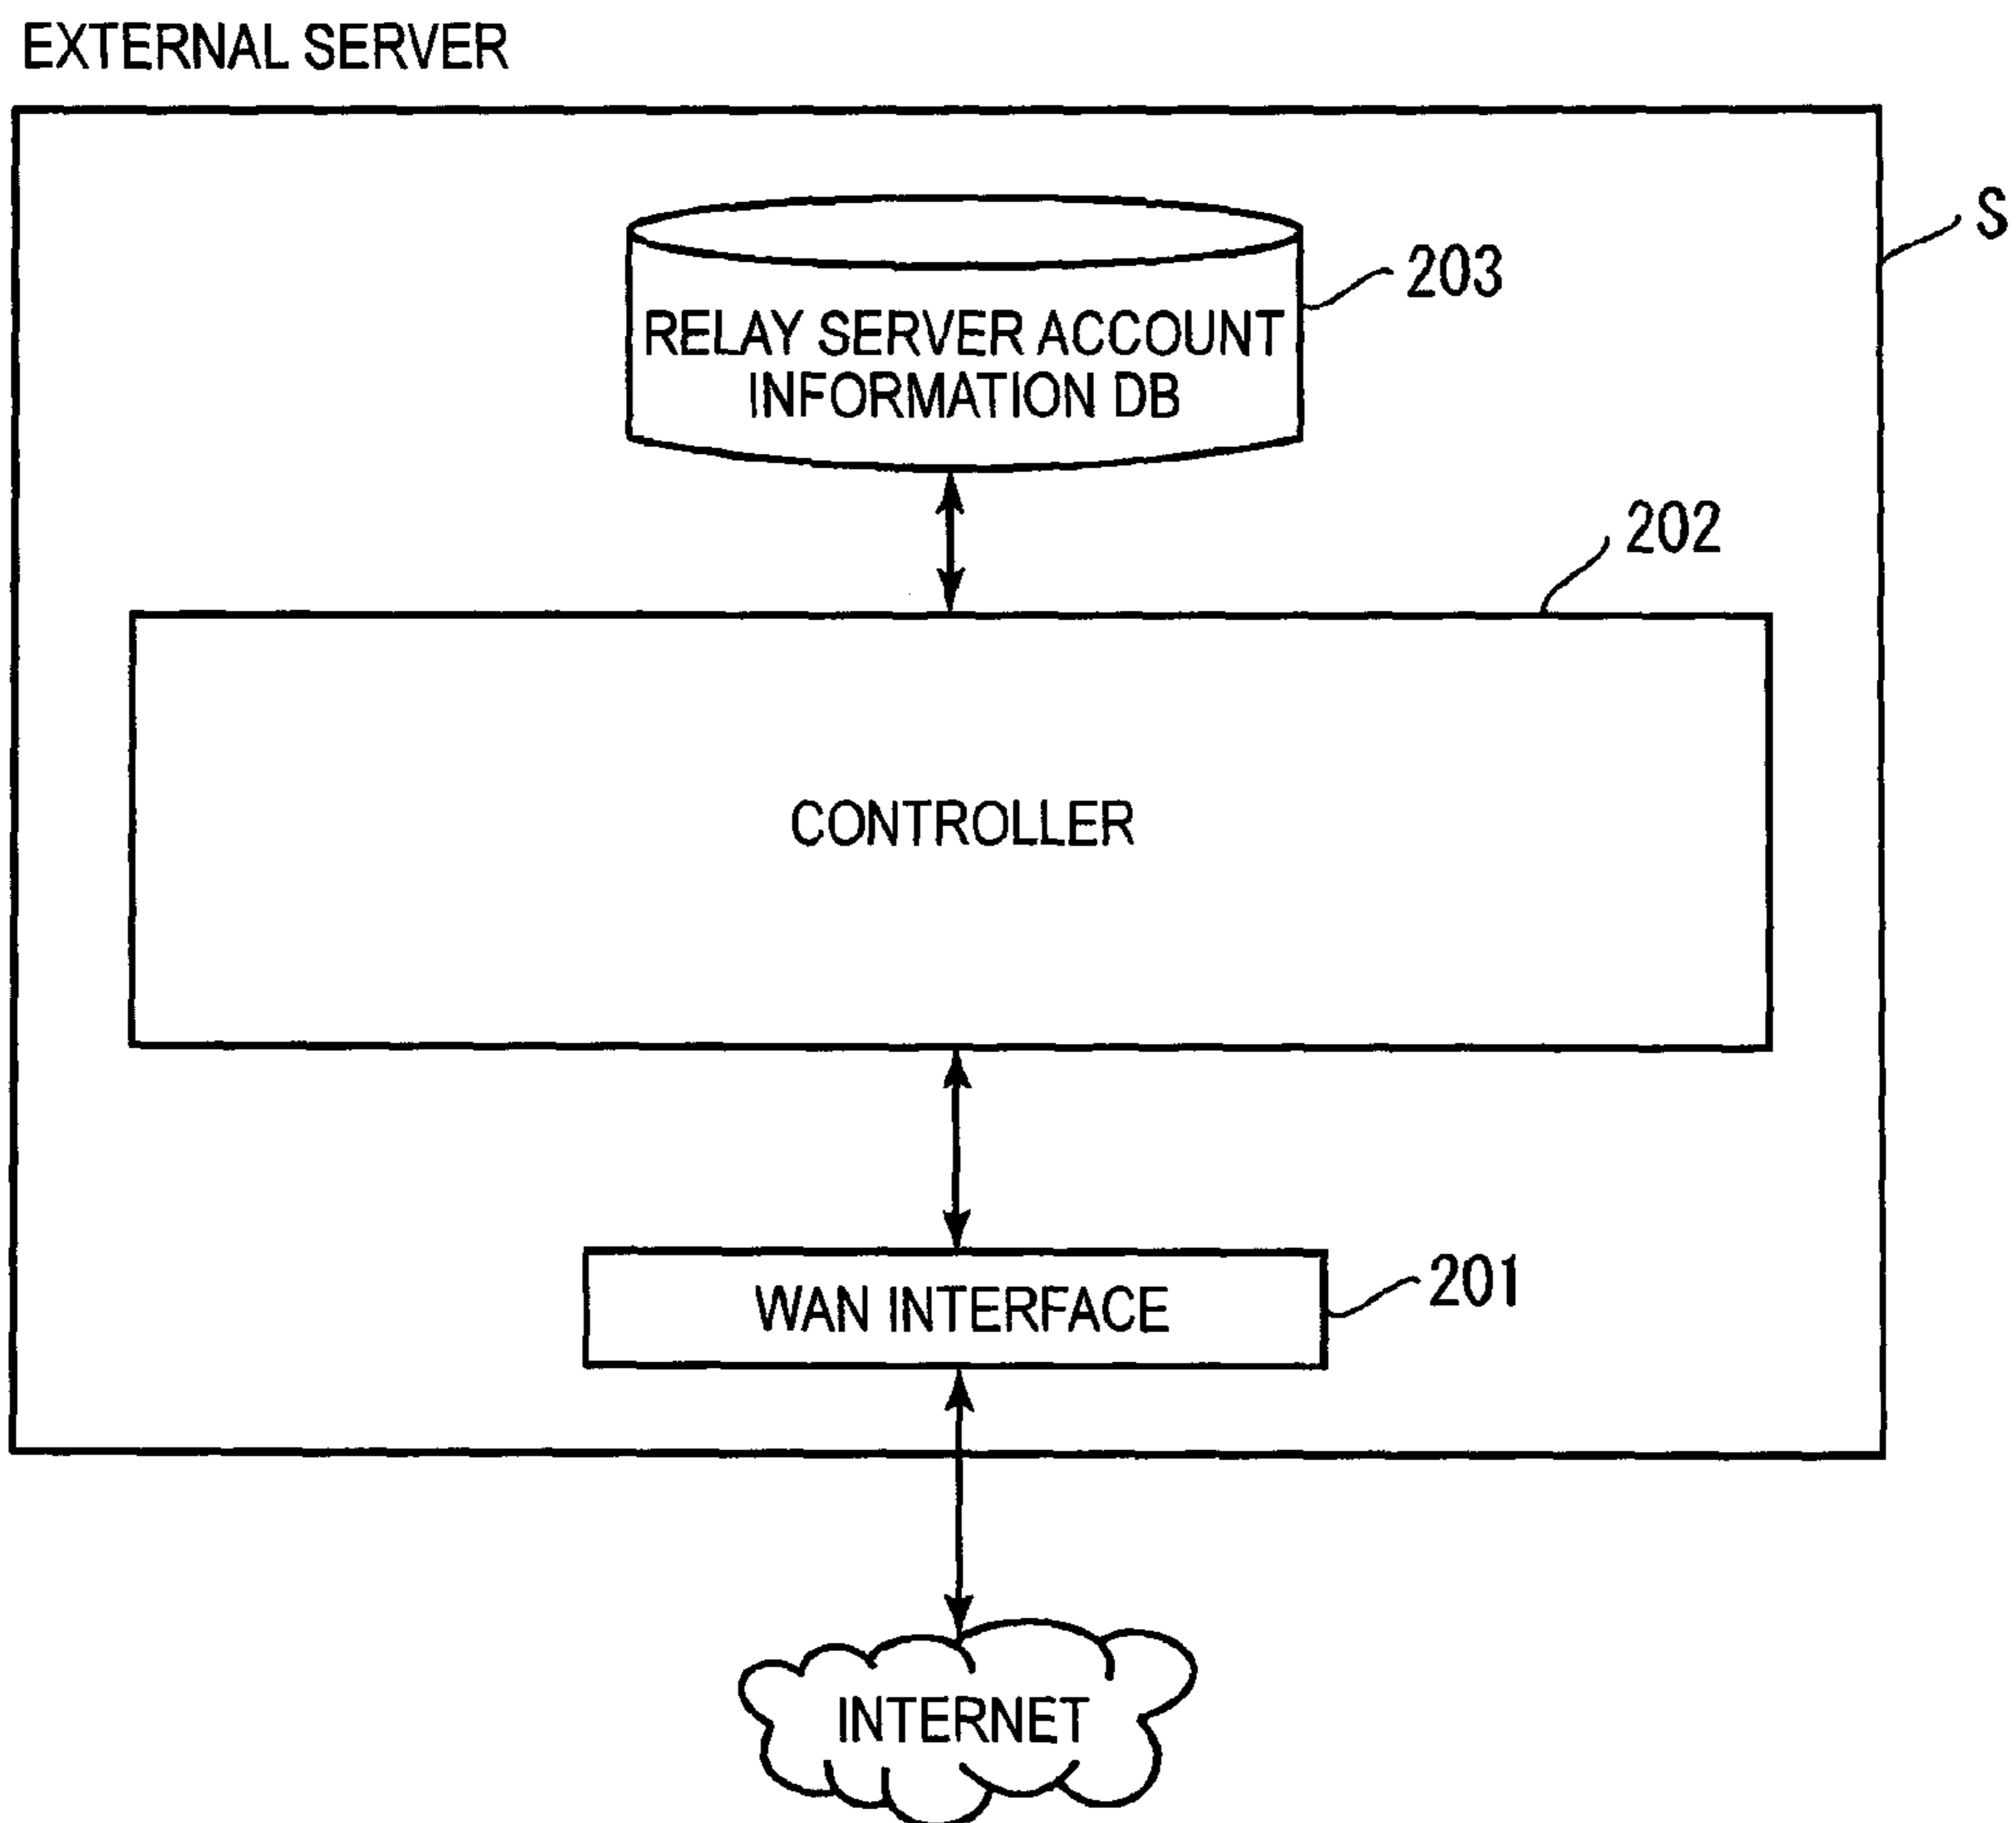 EXTERNAL SERVER
S
203
RELAY SERVER ACCOUNT
INFORMATION DB
202
CONTROLLER
WAN INTERFACE
201
INTERNET